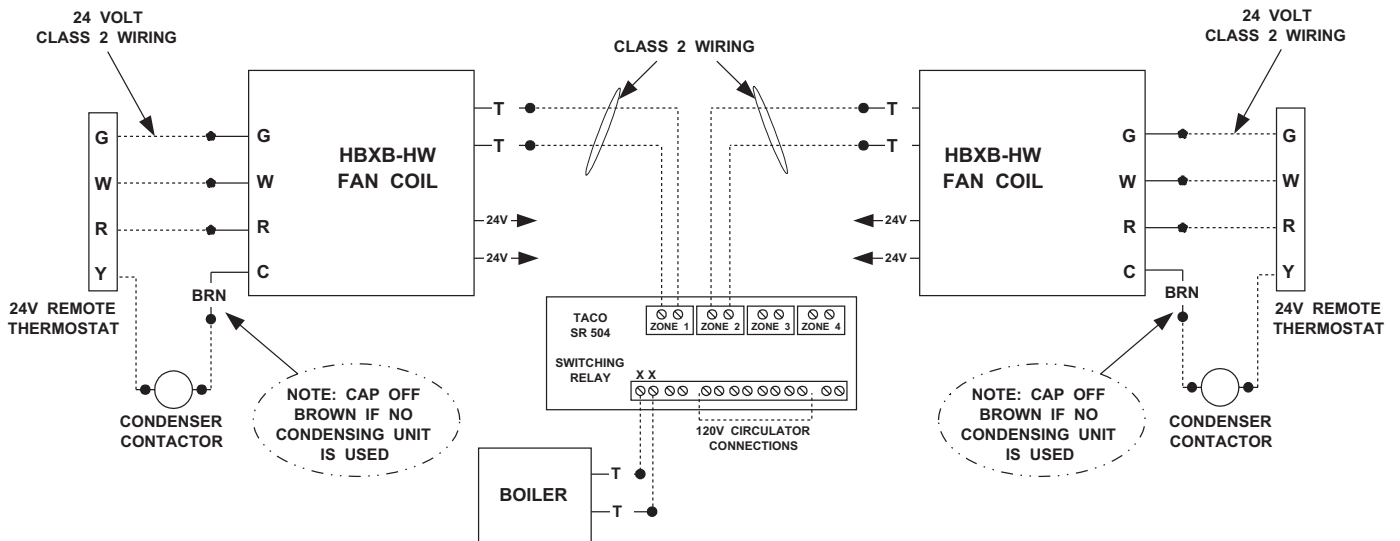 24 VOLT
CLASS 2 WIRING
CLASS 2 WIRING
24 VOLT
CLASS 2 WIRING
G
W
R
Y
24V REMOTE
THERMOSTAT
G
W
R
C
BRN
HBXB-HW
FAN COIL
T
T
24V
24V
T
T
24V
24V
HBXB-HW
FAN COIL
G
W
R
C
BRN
G
W
R
Y
24V REMOTE
THERMOSTAT
TACO
SR 504
ZONE 1
ZONE 2
ZONE 3
ZONE 4
SWITCHING
RELAY
X X
120V CIRCULATOR
CONNECTIONS
CONDENSER
CONTACTOR
NOTE: CAP OFF
BROWN IF NO
CONDENSING UNIT
IS USED
NOTE: CAP OFF
BROWN IF NO
CONDENSING UNIT
IS USED
CONDENSER
CONTACTOR
BOILER
T
T